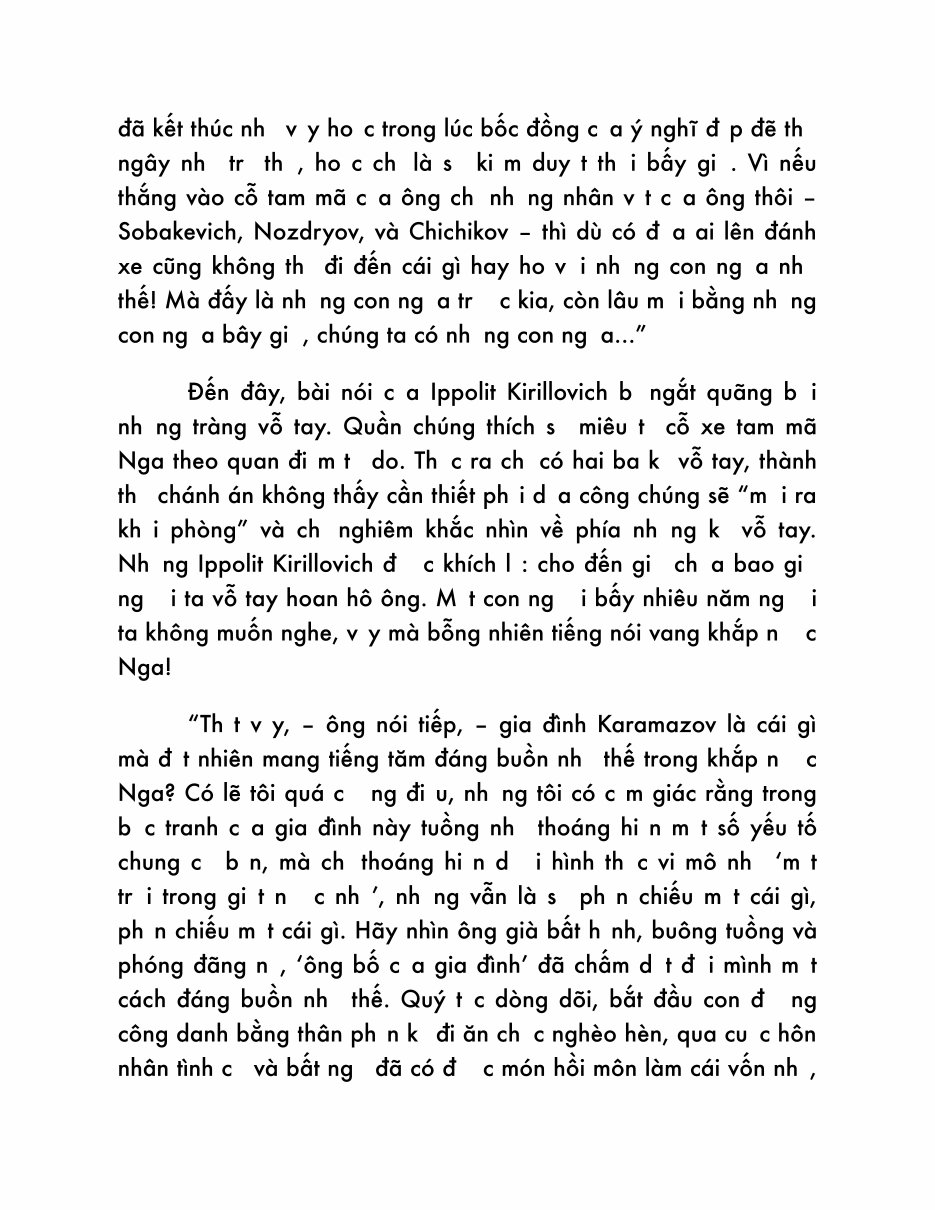 đã kết thúc nh v y ho c trong lúc bốc đồng c a ý nghĩ đ p đẽ th
ngây nh tr th , ho c ch là s ki m duy t th i bấy gi . Vì nếu
thắng vào cỗ tam mã c a ông ch nh ng nhân v t c a ông thôi –
Sobakevich, Nozdryov, và Chichikov – thì dù có đ a ai lên đánh
xe cũng không th đi đến cái gì hay ho v i nh ng con ng a nh
thế! Mà đấy là nh ng con ng a tr c kia, còn lâu m i bằng nh ng
con ng a bây gi , chúng ta có nh ng con ng a...”
Đến đây, bài nói c a Ippolit Kirillovich b ngắt quãng b i
nh ng tràng vỗ tay. Quần chúng thích s miêu t cỗ xe tam mã
Nga theo quan đi m t do. Th c ra ch có hai ba k vỗ tay, thành
th chánh án không thấy cần thiết ph i d a công chúng sẽ “m i ra
kh i phòng” và ch nghiêm khắc nhìn về phía nh ng k vỗ tay.
Nh ng Ippolit Kirillovich đ c khích l : cho đến gi ch a bao gi
ng i ta vỗ tay hoan hô ông. M t con ng i bấy nhiêu năm ng i
ta không muốn nghe, v y mà bỗng nhiên tiếng nói vang khắp n c
Nga!
“Th t v y, – ông nói tiếp, – gia đình Karamazov là cái gì
mà đ t nhiên mang tiếng tăm đáng buồn nh thế trong khắp n c
Nga? Có lẽ tôi quá c ng đi u, nh ng tôi có c m giác rằng trong
b c tranh c a gia đình này tuồng nh thoáng hi n m t số yếu tố
chung c b n, mà ch thoáng hi n d i hình th c vi mô nh ‘m t
tr i trong gi t n c nh ’, nh ng vẫn là s ph n chiếu m t cái gì,
ph n chiếu m t cái gì. Hãy nhìn ông già bất h nh, buông tuồng và
phóng đãng n , ‘ông bố c a gia đình’ đã chấm d t đ i mình m t
cách đáng buồn nh thế. Quý t c dòng dõi, bắt đầu con đ ng
công danh bằng thân ph n k đi ăn ch c nghèo hèn, qua cu c hôn
nhân tình c và bất ng đã có đ c món hồi môn làm cái vốn nh ,